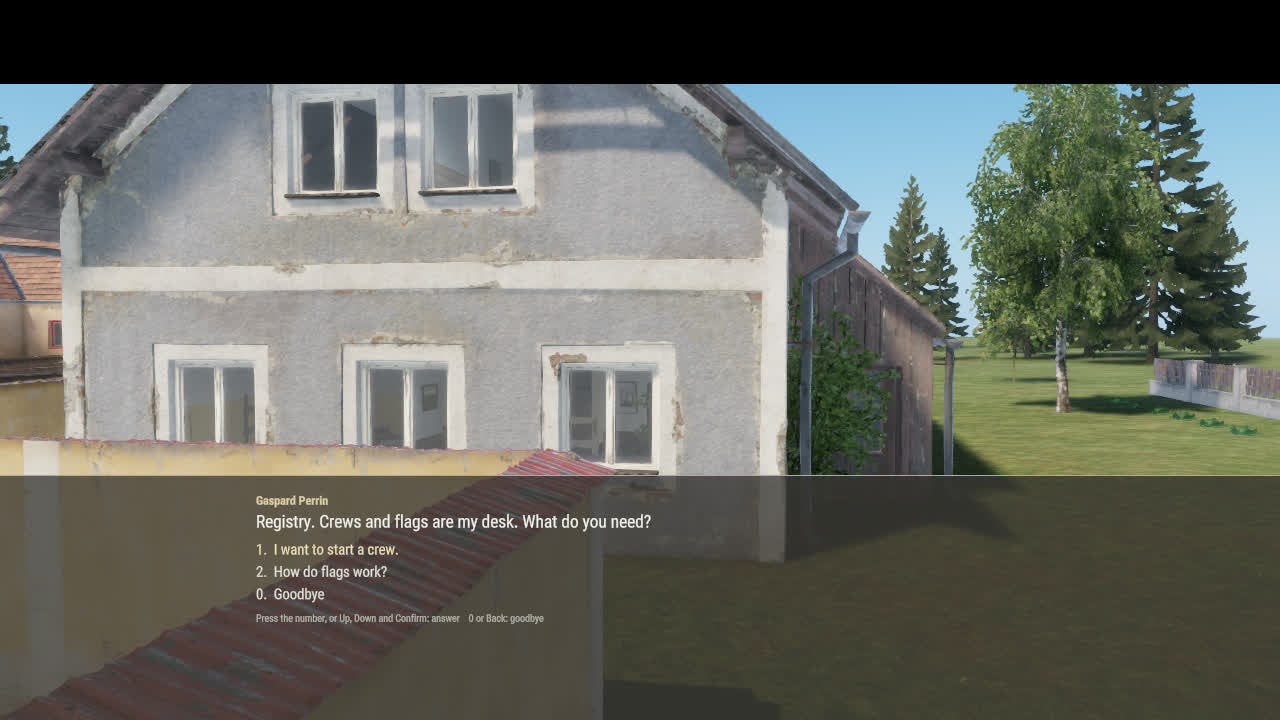 Gaspard Perrin
Registry. Crews and flags are my desk. What do you need?
1. I want to start a crew.
2. How do flags work?
0. Goodbye
Press the number, or Up, Down and Confirm: answer 0 or Back: goodbye